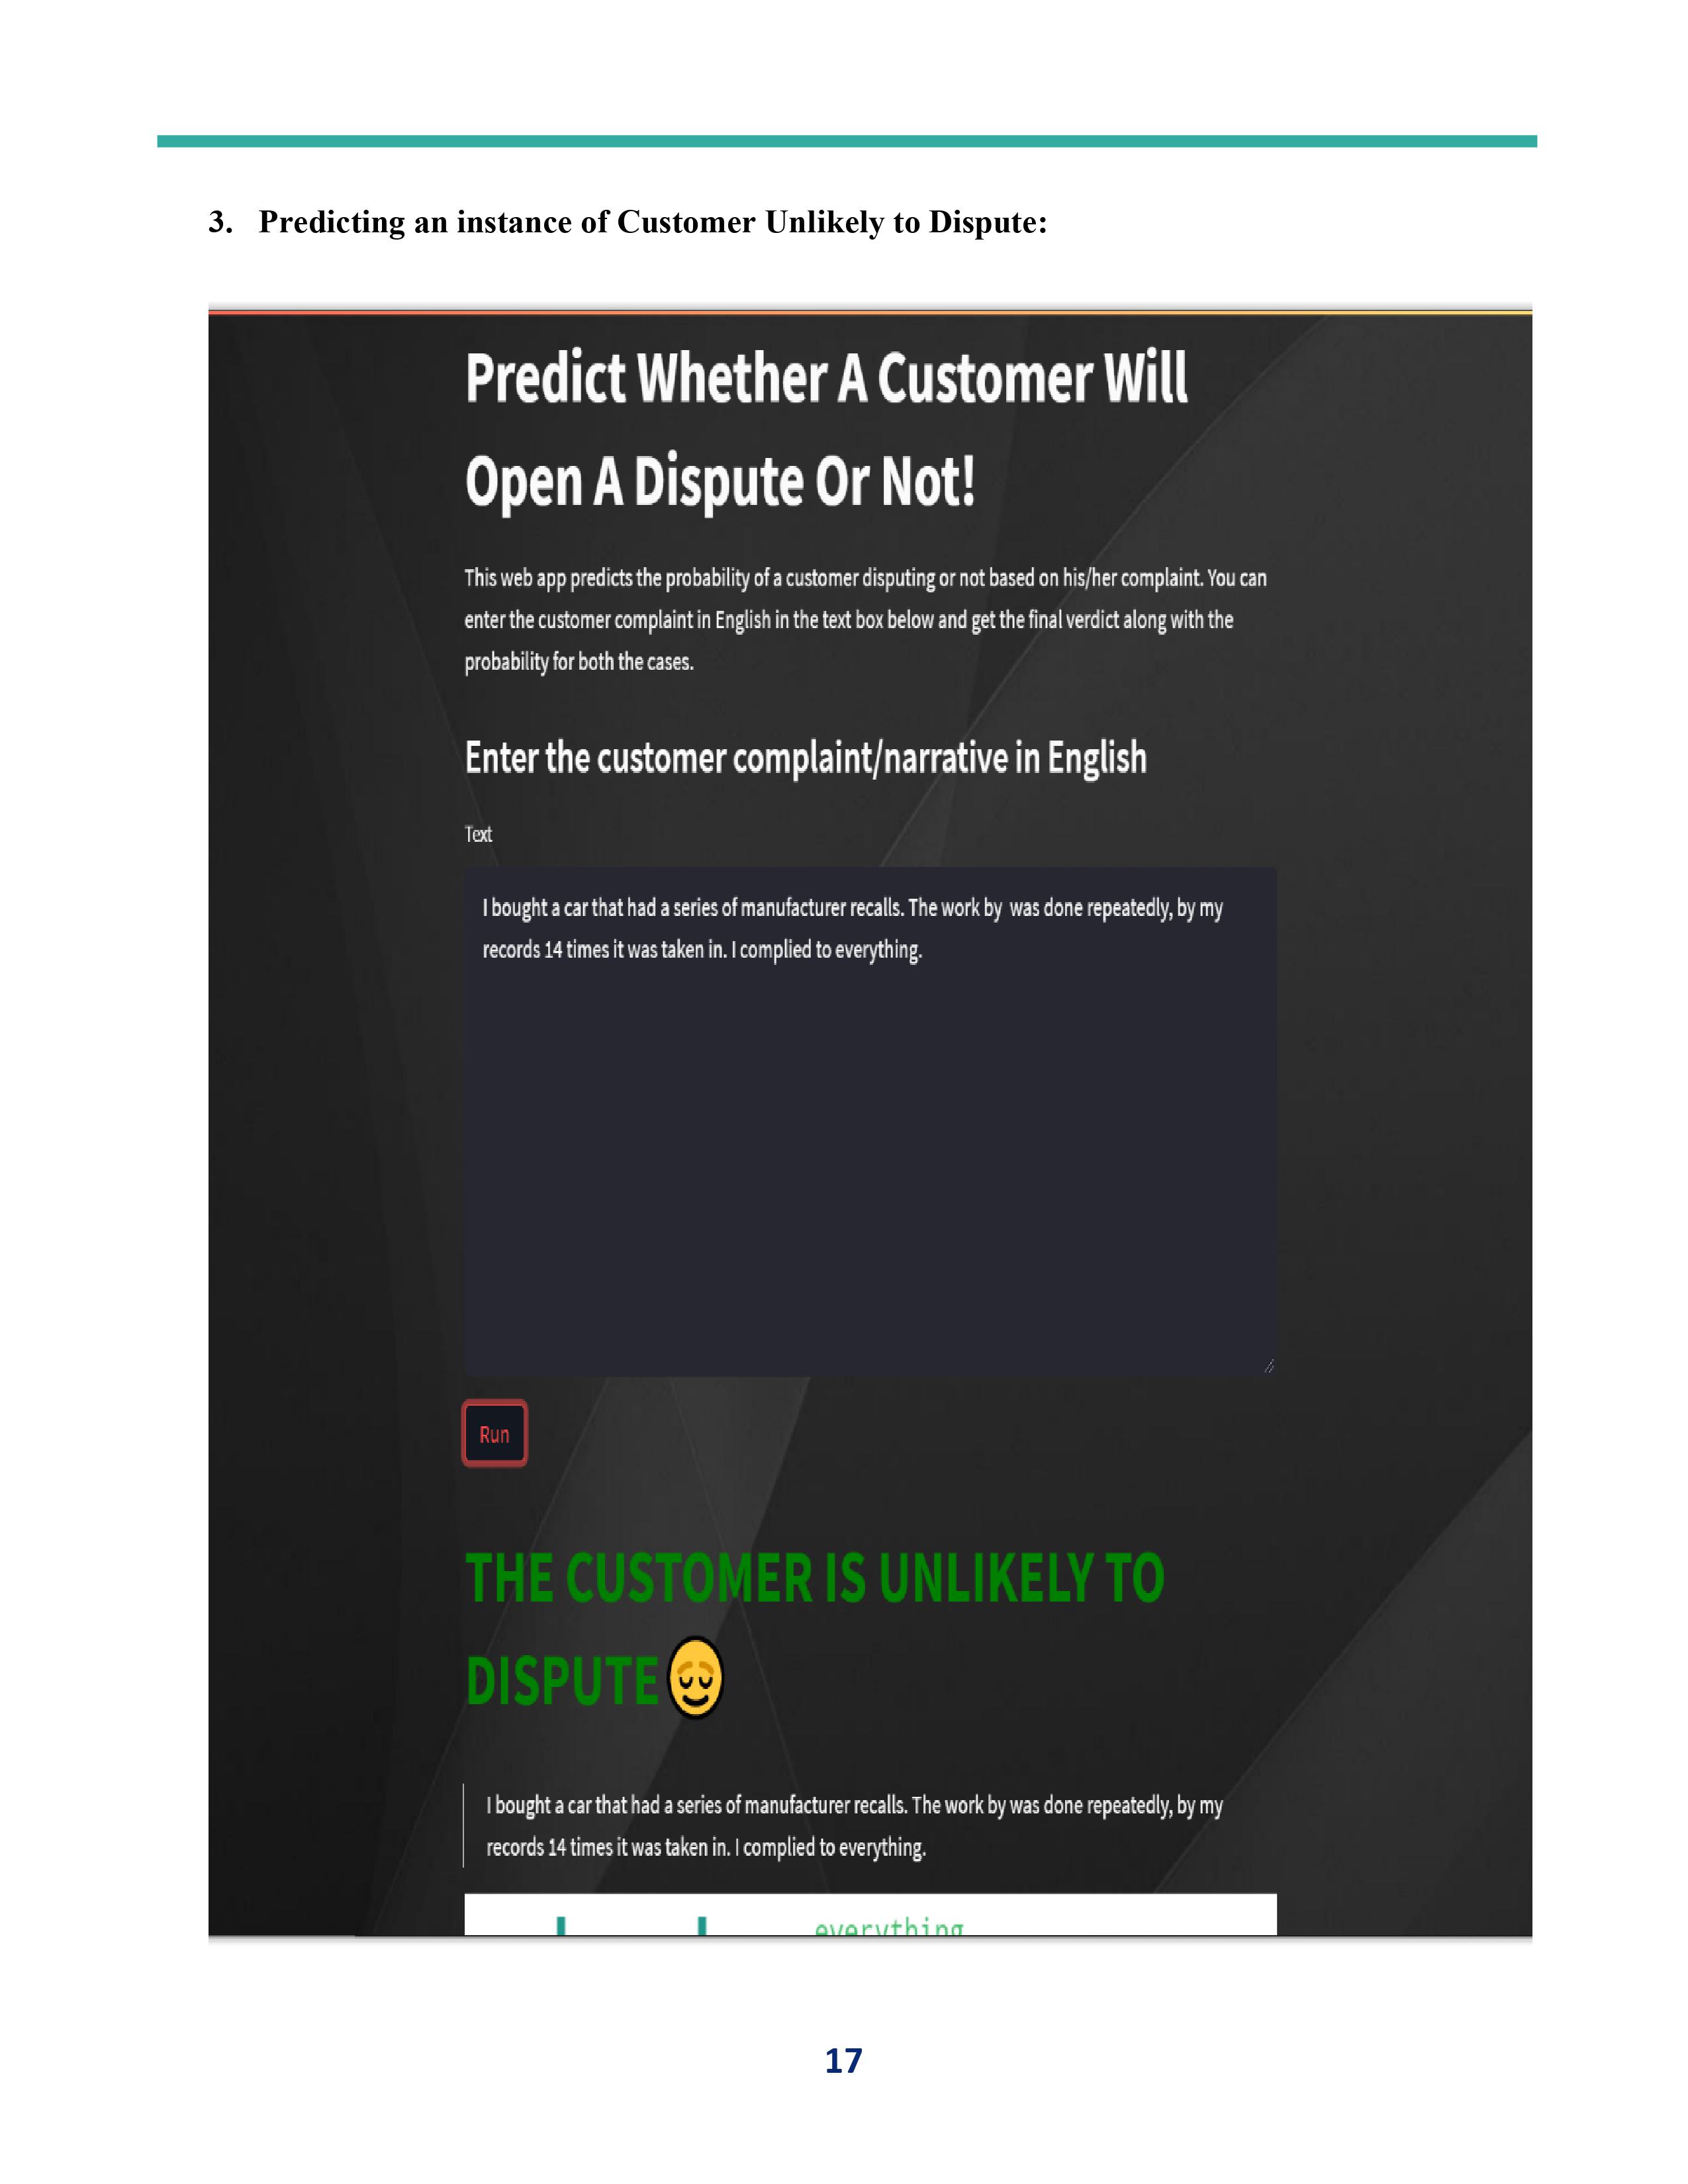 3. Predicting an instance of Customer Unlikely to Dispute:
Predict Whether A Customer Will
Open A Dispute Or Not!
This web app predicts the probability of a customer disputing or not based on his/her complaint. You can
enter the customer complaint in English in the text box below and get the final verdict along with the
probability for both the cases.
Enter the customer complaint/narrative in English
Text
I bought a car that had a series of manufacturer recalls. The work by  was done repeatedly, by my
records 14 times it was taken in. I complied to everything.
Run
THE CUSTOMER IS UNLIKELY TO
DISPUTE😌
I bought a car that had a series of manufacturer recalls. The work by was done repeatedly, by my
records 14 times it was taken in. I complied to everything.
everything
17